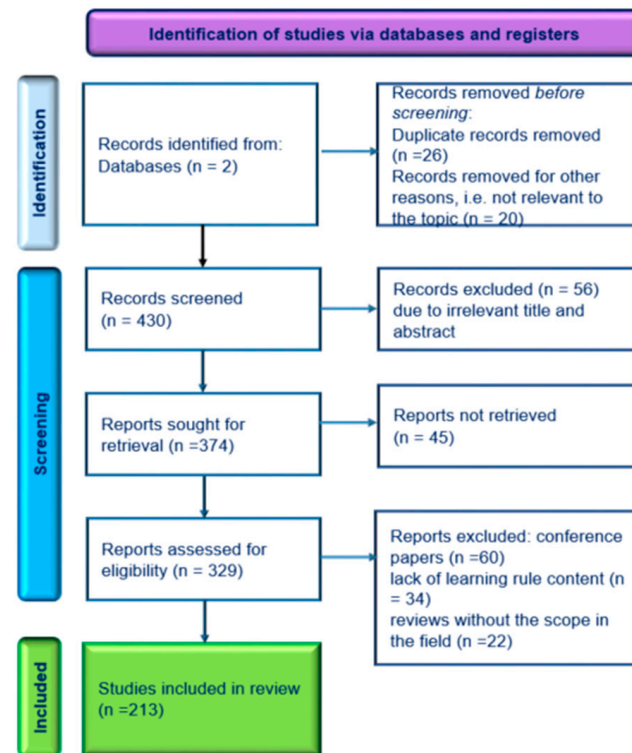 Identification of studies via databases and registers
Identification
Records identified from:
Databases (n = 2)
Records removed before
screening:
Duplicate records removed
(n =26)
Records removed for other
reasons, i.e. not relevant to
the topic (n = 20)
Screening
Records screened
(n = 430)
Records excluded (n = 56)
due to irrelevant title and
abstract
Reports sought for
retrieval (n =374)
Reports not retrieved
(n = 45)
Reports assessed for
eligibility (n = 329)
Reports excluded: conference
papers (n =60)
lack of learning rule content (n
= 34)
reviews without the scope in
the field (n =22)
Included
Studies included in review
(n =213)